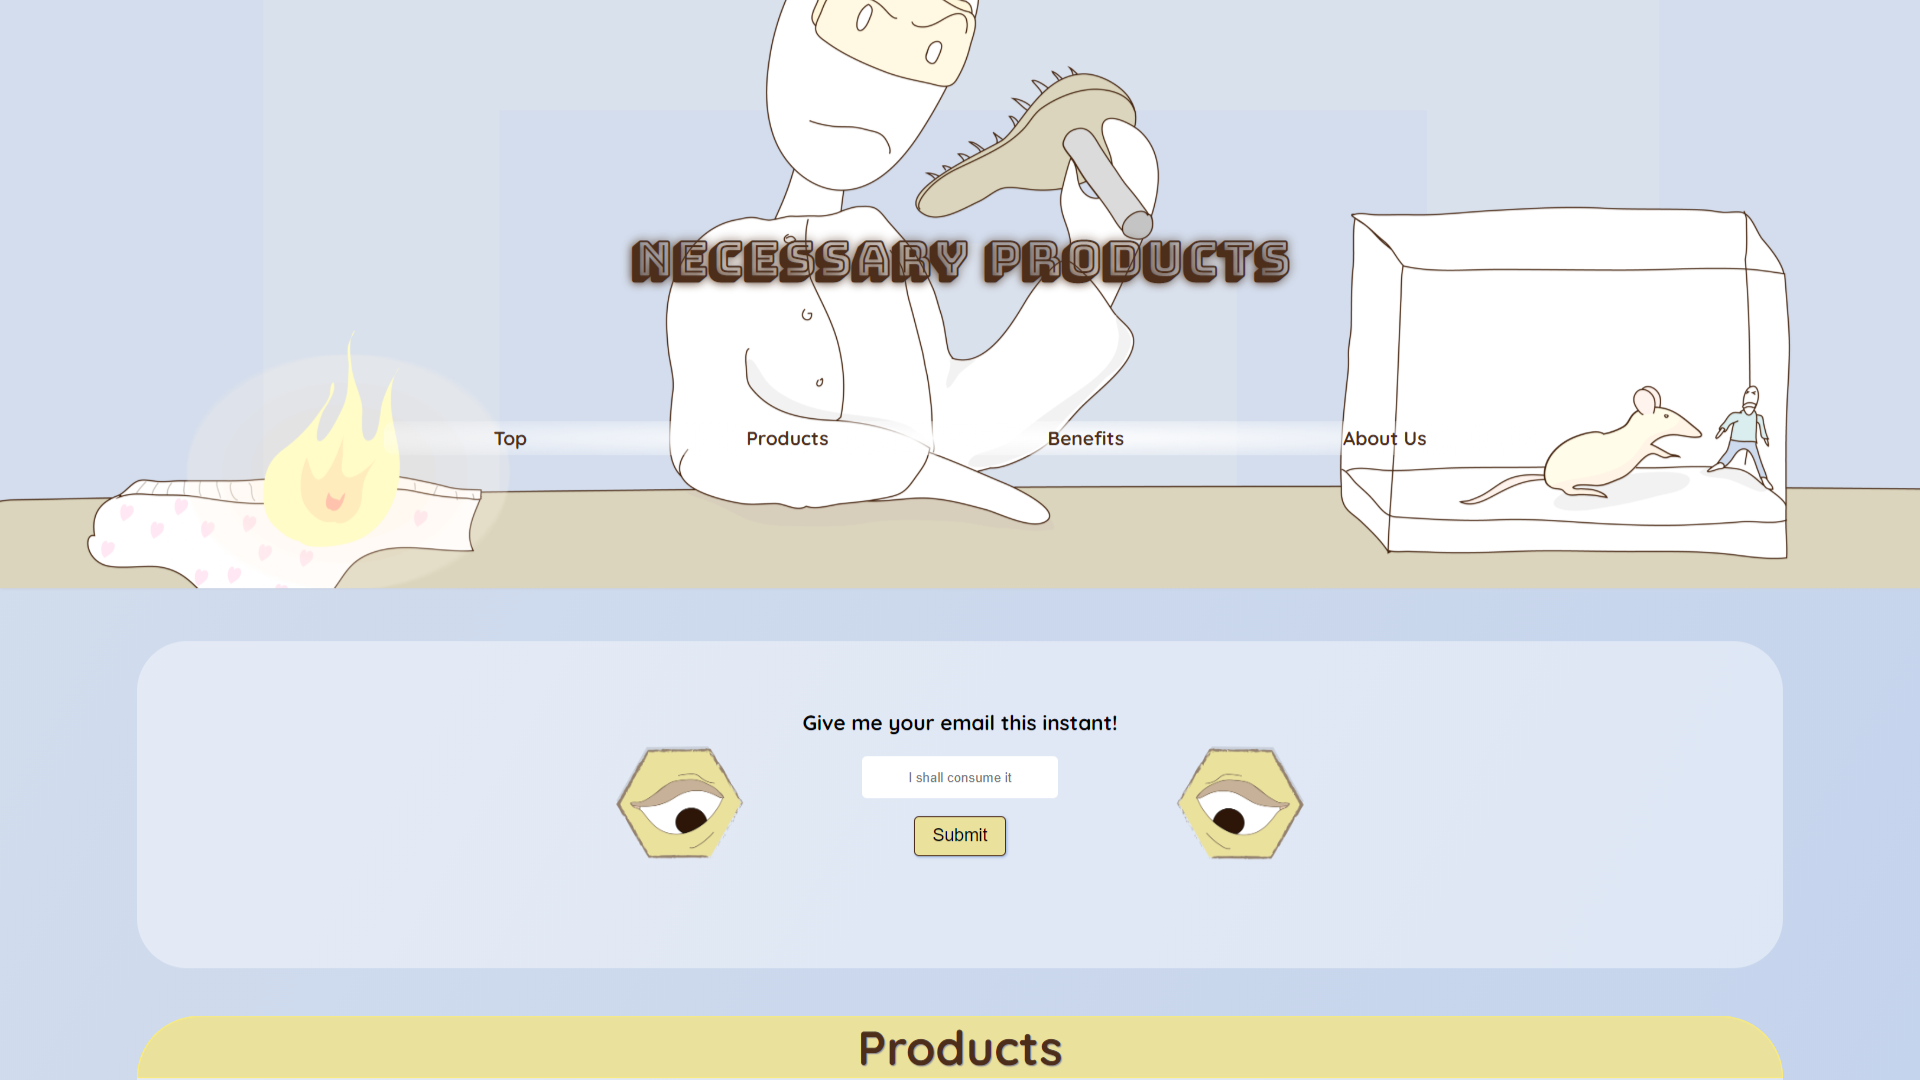 NECESSARY PRODUCTS
Top Products Benefits About Us
Give me your email this instant!
I shall consume it
Submit
Products